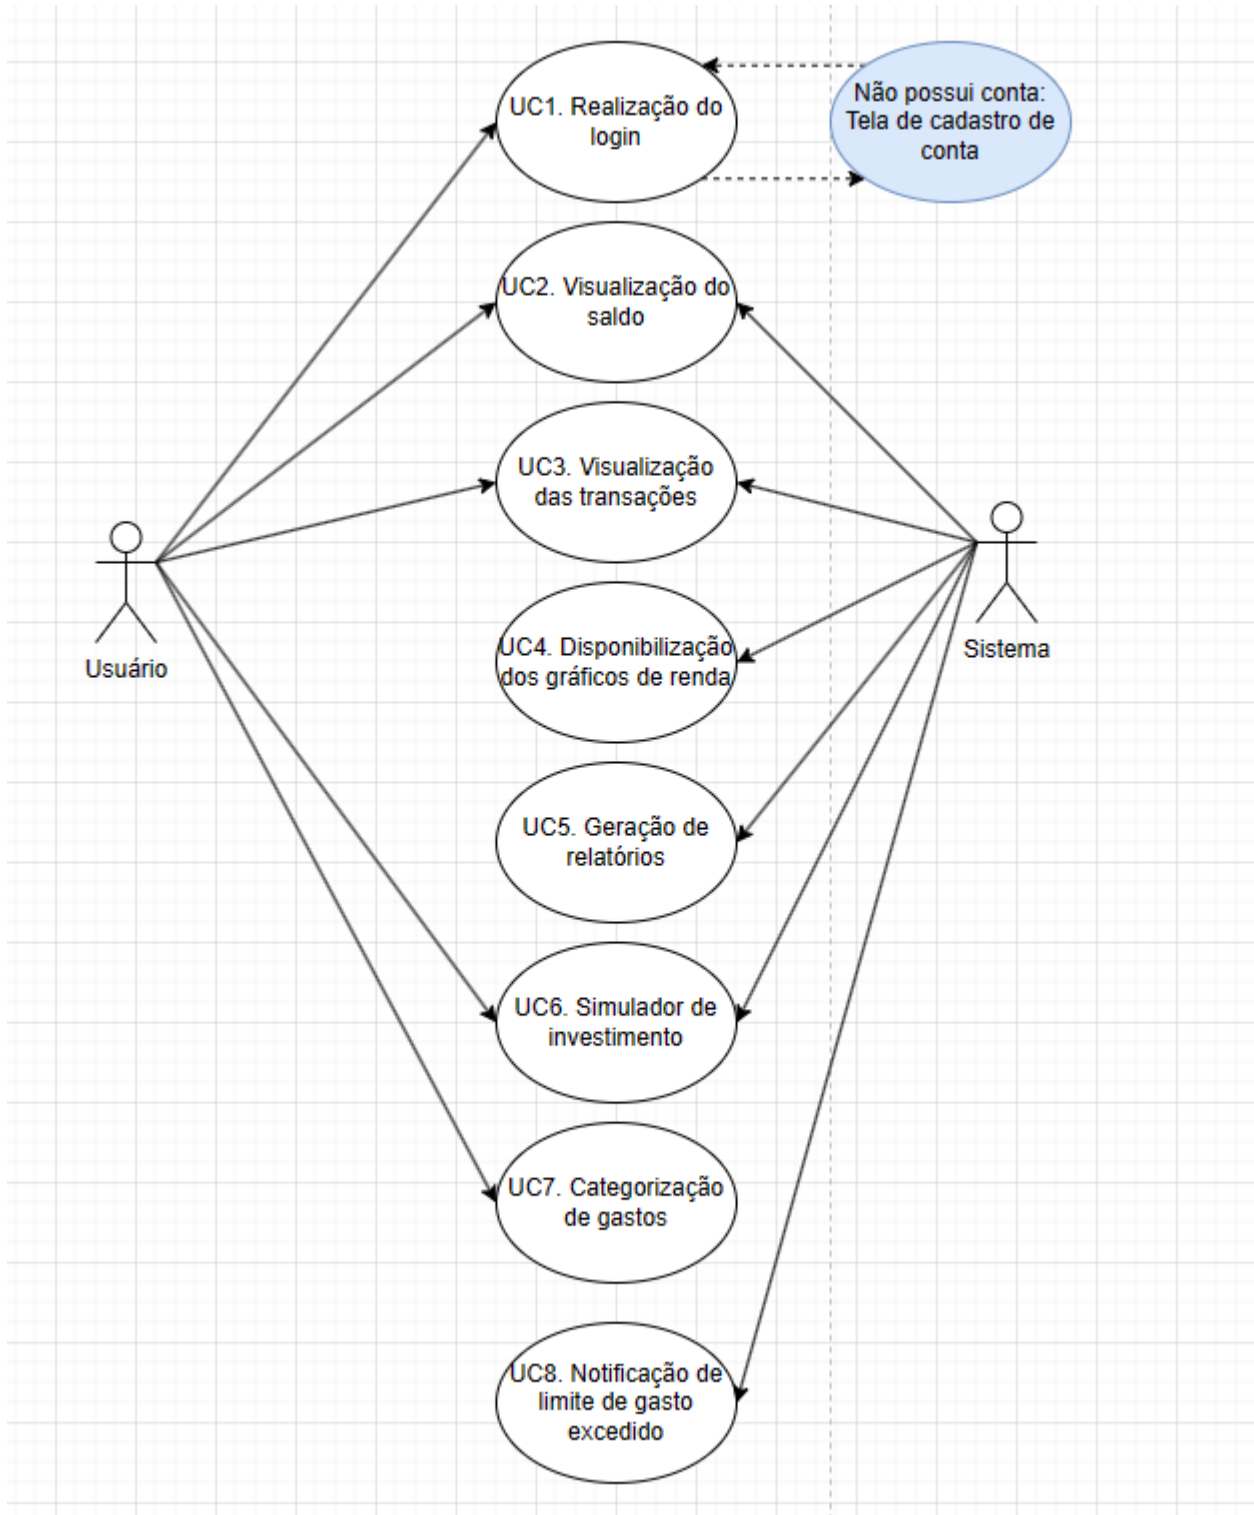 UC1. Realização do
login
Não possui conta:
Tela de cadastro de
conta
UC2. Visualização do
saldo
UC3. Visualização
das transações
Usuário
Sistema
UC4. Disponibilização
dos gráficos de renda
UC5. Geração de
relatórios
UC6. Simulador de
investimento
UC7. Categorização
de gastos
UC8. Notificação de
limite de gasto
excedido